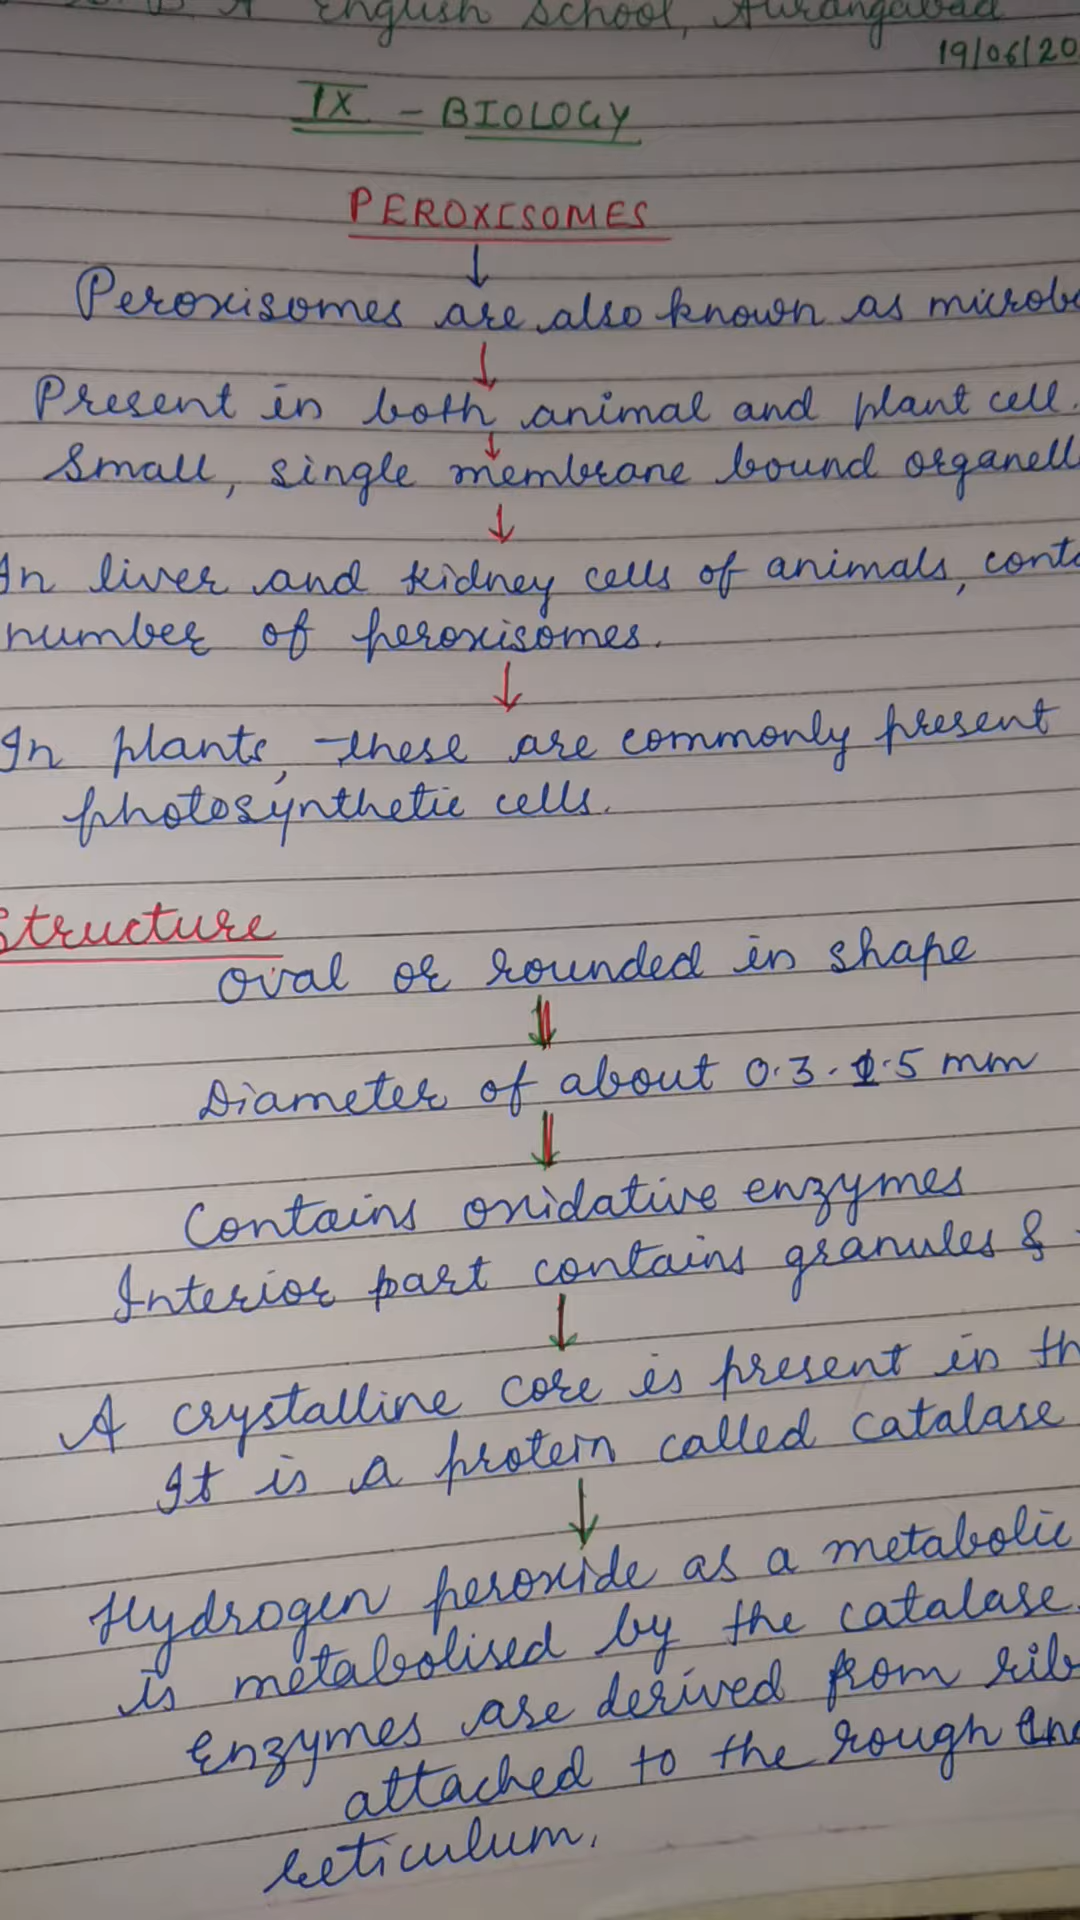 A English School, Aurangabad
19/06/20
IX - BIOLOGY
PEROXISOMES
Peroxisomes are also known as microbo
Present in both animal and plant cell.
Small, single membrane bound organell
In liver and kidney cells of animals, conta
number of peroxisomes.
In plants, these are commonly present
photosynthetic cells.
Structure
Oval or rounded in shape
Diameter of about 0.3-1.5 mm
Contains oxidative enzymes
Interior part contains granules &
A crystalline core is present in th
It is a protein called catalase
Hydrogen peroxide as a metabolic
is metabolised by the catalase.
Enzymes are derived from rib
attached to the rough End
reticulum.